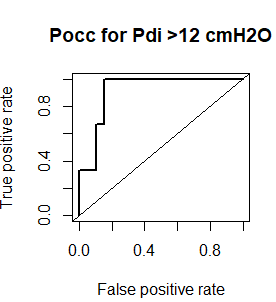 Pocc for Pdi >12 cmH2O
True positive rate
0.8
0.4
0.0
0.0 0.4 0.8
False positive rate